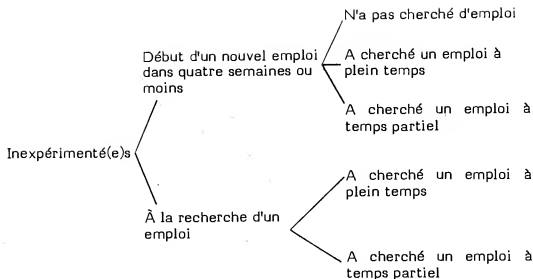 N'a pas cherché d'emploi
Début d'un nouvel emploi
dans quatre semaines ou
moins
A cherché un emploi à
plein temps
A cherché un emploi à
temps partiel
Inexpérimenté(e)s
À la recherche d'un
emploi
A cherché un emploi à
plein temps
A cherché un emploi à
temps partiel